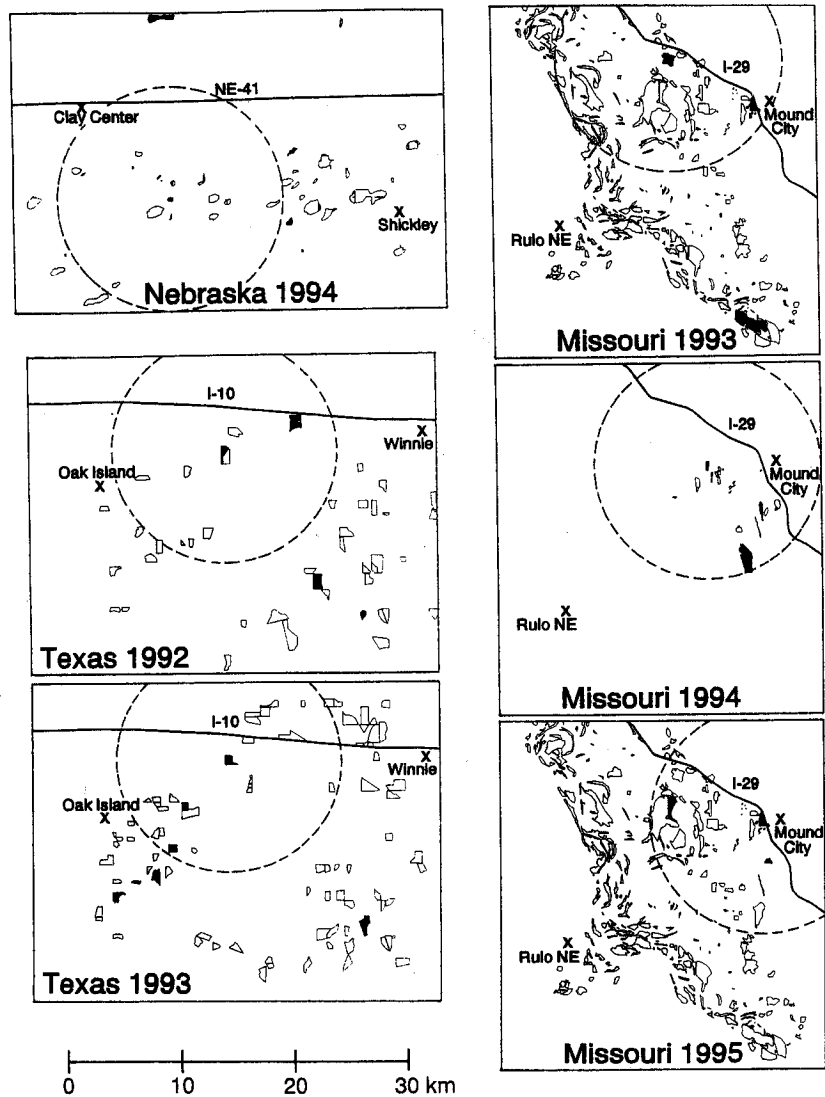 NE-41
X
Clay Center
X
Shickley
Nebraska 1994
I-29
X
Mound
City
X
Rulo NE
Missouri 1993
I-10
X
Winnie
Oak Island
X
Texas 1992
I-29
X
Mound
City
X
Rulo NE
Missouri 1994
I-10
X
Winnie
Oak Island
X
Texas 1993
I-29
X
Mound
City
X
Rulo NE
Missouri 1995
0 10 20 30 km